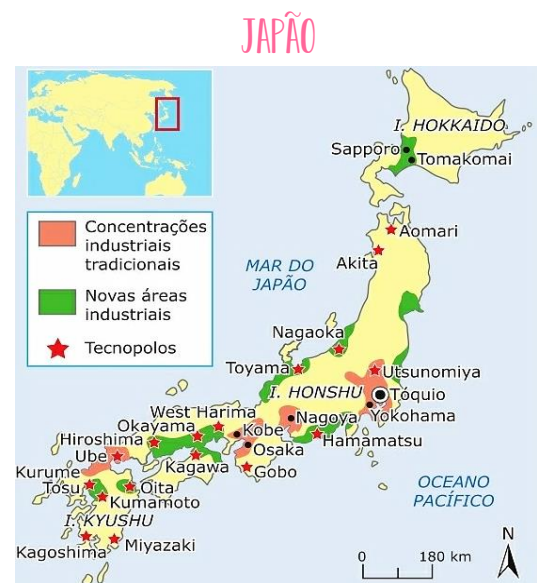 JAPÃO
I. HOKKAIDO
Sapporo
Tomakomai
Concentrações
industriais
tradicionais
Novas áreas
industriais
Tecnopolos
Aomari
Akita
MAR DO
JAPÃO
Nagaoka
Toyama
Utsunomiya
I. HONSHU
Tóquio
Yokohama
West Harima
Okayama
Kobe
Nagoya
Hiroshima
Hamamatsu
Ube
Osaka
Kagawa
Gobo
Kurume
Tosu
Oita
Kumamoto
I. KYUSHU
Kagoshima
Miyazaki
OCEANO
PACÍFICO
N
0 180 km